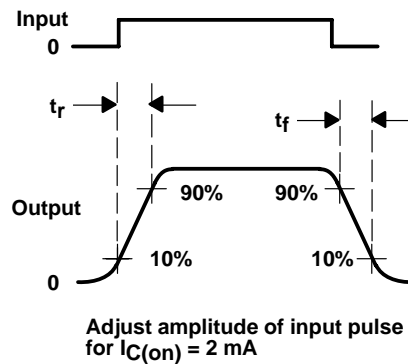 Input
0
tr
tf
90% 90%
Output
10% 10%
0
Adjust amplitude of input pulse
for IC(on) = 2 mA